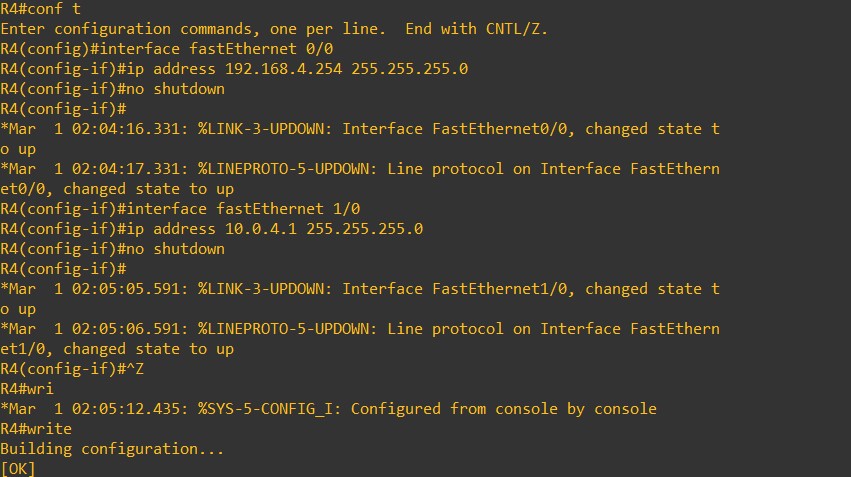 R4#conf t
Enter configuration commands, one per line.  End with CNTL/Z.
R4(config)#interface fastEthernet 0/0
R4(config-if)#ip address 192.168.4.254 255.255.255.0
R4(config-if)#no shutdown
R4(config-if)#
*Mar  1 02:04:16.331: %LINK-3-UPDOWN: Interface FastEthernet0/0, changed state t
o up
*Mar  1 02:04:17.331: %LINEPROTO-5-UPDOWN: Line protocol on Interface FastEthern
et0/0, changed state to up
R4(config-if)#interface fastEthernet 1/0
R4(config-if)#ip address 10.0.4.1 255.255.255.0
R4(config-if)#no shutdown
R4(config-if)#
*Mar  1 02:05:05.591: %LINK-3-UPDOWN: Interface FastEthernet1/0, changed state t
o up
*Mar  1 02:05:06.591: %LINEPROTO-5-UPDOWN: Line protocol on Interface FastEthern
et1/0, changed state to up
R4(config-if)#^Z
R4#wri
*Mar  1 02:05:12.435: %SYS-5-CONFIG_I: Configured from console by console
R4#write
Building configuration...
[OK]